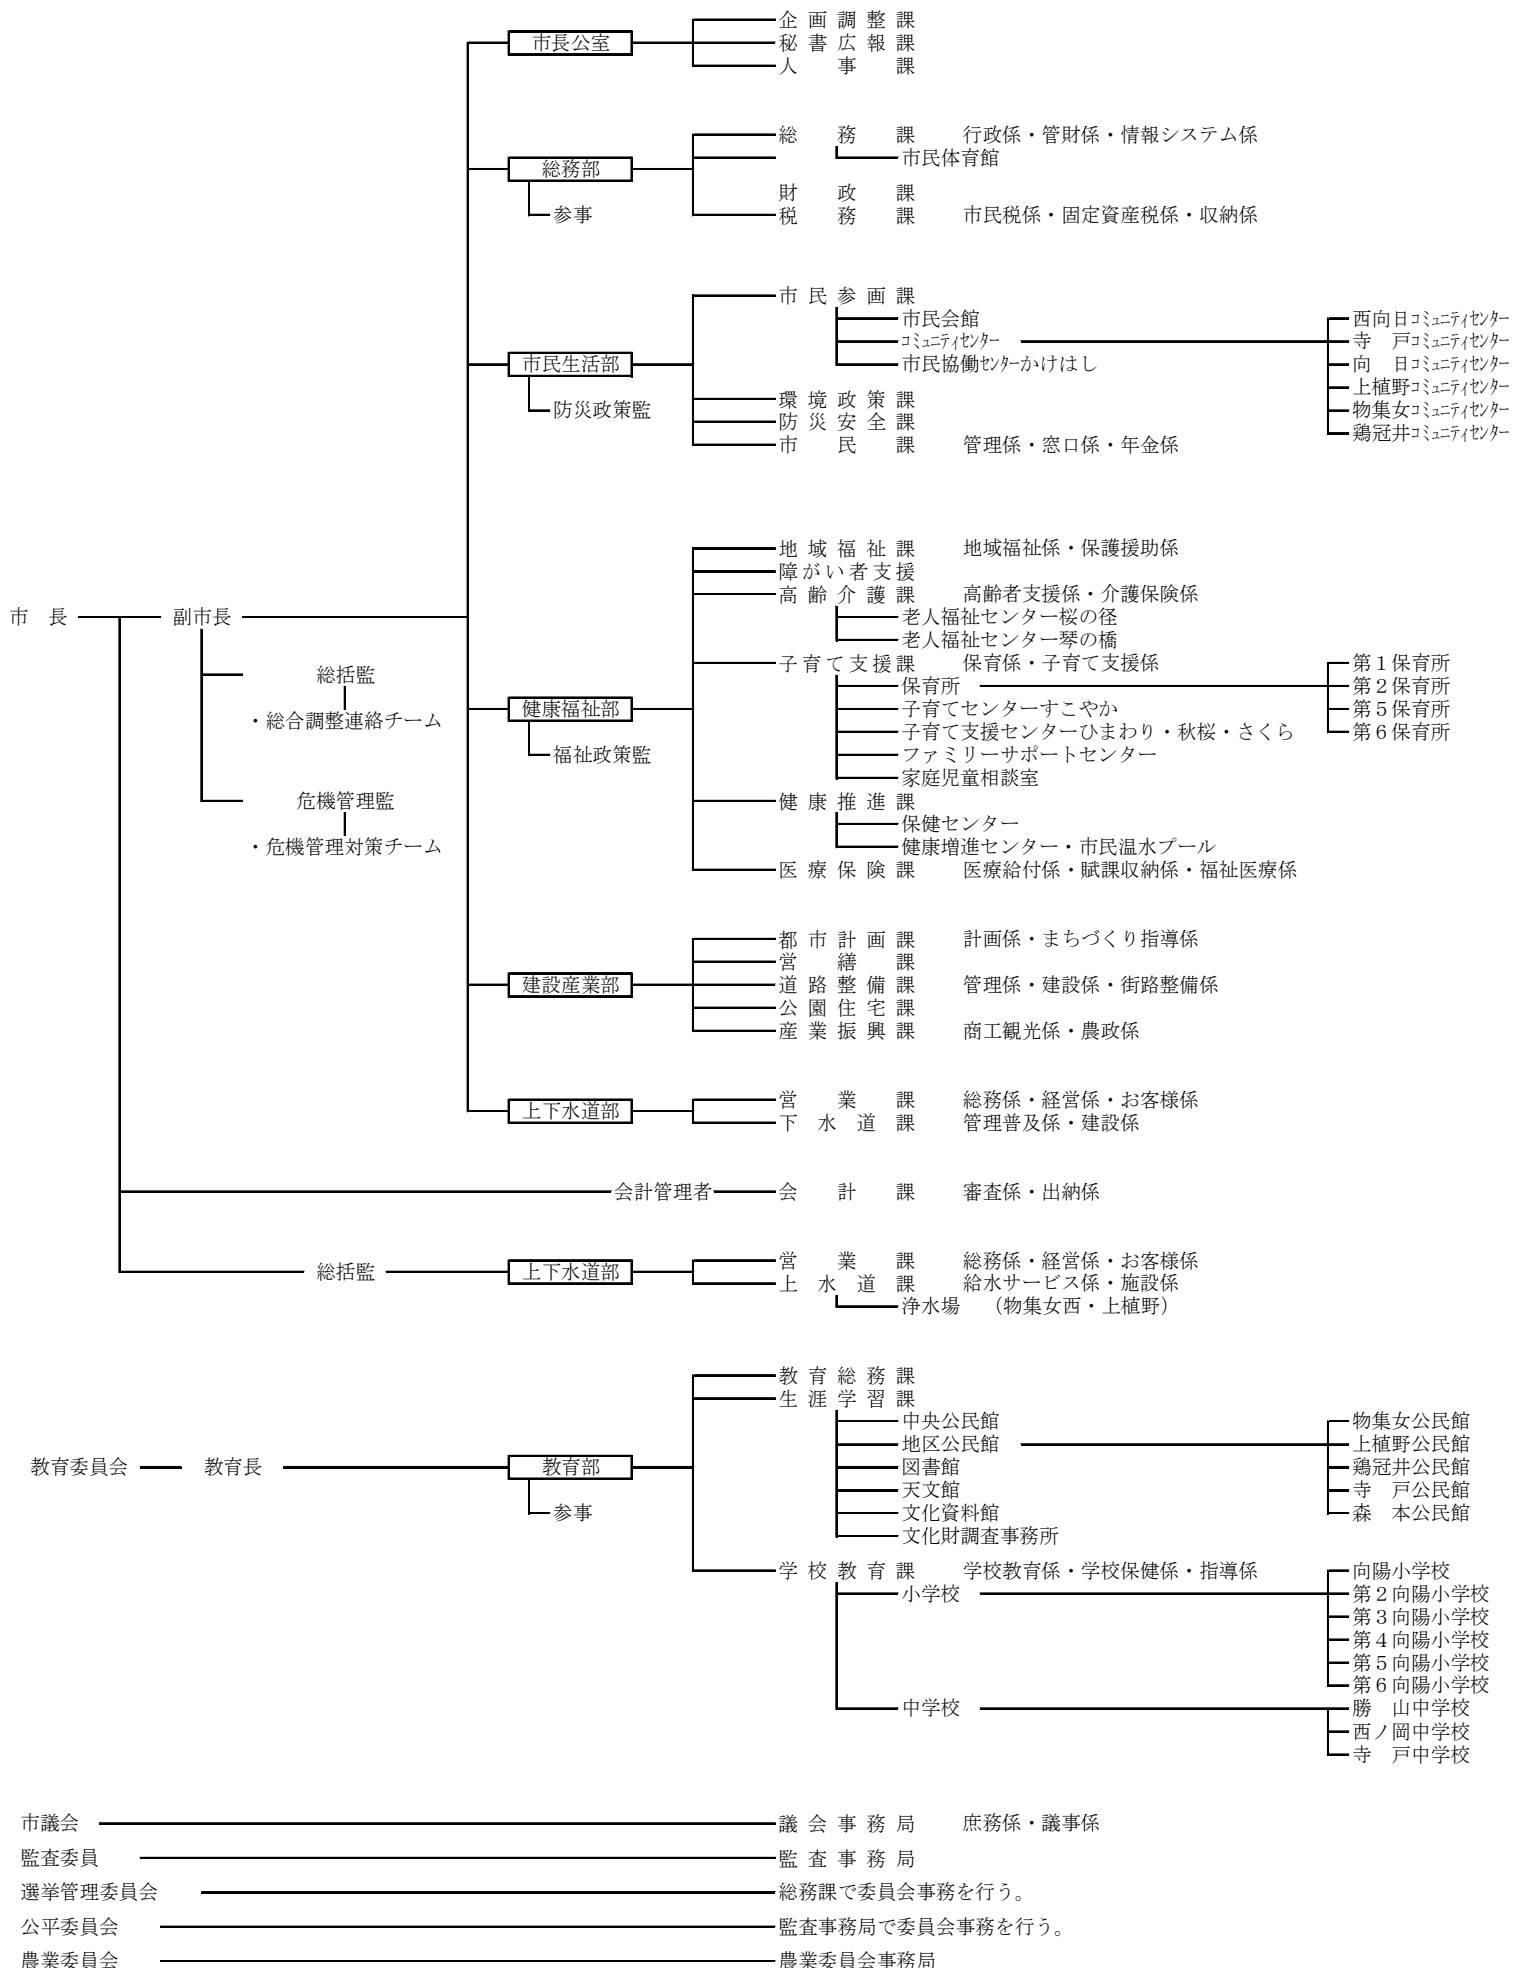 企画調整課
市長公室 秘書広報課
人事課
総務課 行政係・管財係・情報システム係
市民体育館
総務部
財政課
参事 税務課 市民税係・固定資産税係・収納係
市民参画課
市民会館 西向日コミュニティセンター
コミュニティセンター 寺戸コミュニティセンター
市民生活部 市民協働センターかけはし 向日コミュニティセンター
上植野コミュニティセンター
環境政策課
防災政策監 物集女コミュニティセンター
防災安全課
鶏冠井コミュニティセンター
市民課 管理係・窓口係・年金係
地域福祉課 地域福祉係・保護援助係
障がい者支援
高齢介護課 高齢者支援係・介護保険係
市長 副市長 老人福祉センター桜の径
老人福祉センター琴の橋
子育て支援課 保育係・子育て支援係 第1保育所
総括監
保育所 第2保育所
健康福祉部 子育てセンターすこやか 第5保育所
・総合調整連絡チーム
子育て支援センターひまわり・秋桜・さくら 第6保育所
福祉政策監 ファミリーサポートセンター
家庭児童相談室
危機管理監 健康推進課
保健センター
・危機管理対策チーム 健康増進センター・市民温水プール
医療保険課 医療給付係・賦課収納係・福祉医療係
都市計画課 計画係・まちづくり指導係
営繕課
建設産業部 道路整備課 管理係・建設係・街路整備係
公園住宅課
産業振興課 商工観光係・農政係
営業課 総務係・経営係・お客様係
上下水道部
下水道課 管理普及係・建設係
会計管理者 会計課 審査係・出納係
営業課 総務係・経営係・お客様係
総括監 上下水道部
上水道課 給水サービス係・施設係
浄水場 （物集女西・上植野）
教育総務課
生涯学習課
中央公民館 物集女公民館
地区公民館 上植野公民館
教育委員会 教育長 教育部 図書館 鶏冠井公民館
天文館 寺戸公民館
参事 文化資料館 森本公民館
文化財調査事務所
学校教育課 学校教育係・学校保健係・指導係 向陽小学校
小学校 第2向陽小学校
第3向陽小学校
第4向陽小学校
第5向陽小学校
第6向陽小学校
中学校 勝山中学校
西ノ岡中学校
寺戸中学校
市議会 議会事務局 庶務係・議事係
監査委員 監査事務局
選挙管理委員会 総務課で委員会事務を行う。
公平委員会 監査事務局で委員会事務を行う。
農業委員会 農業委員会事務局